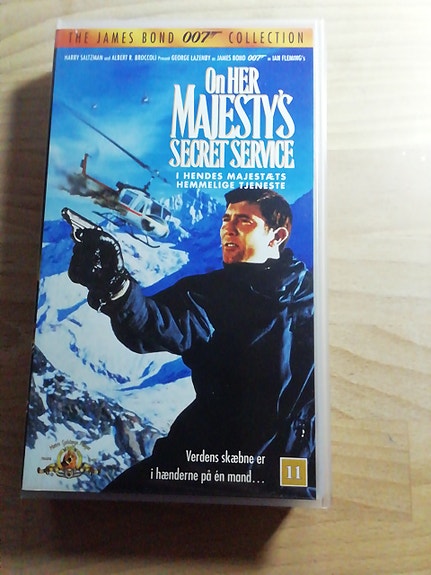 THE JAMES BOND 007 COLLECTION
HARRY SALTZMAN and ALBERT R. BROCCOLI Present GEORGE LAZENBY as JAMES BOND 007 in IAN FLEMING's
On HER
MAJESTY'S
SECRET SERVICE
I HENDES MAJESTÆTS
HEMMELIGE TJENESTE
Verdens skæbne er
i hænderne på én mand...
11